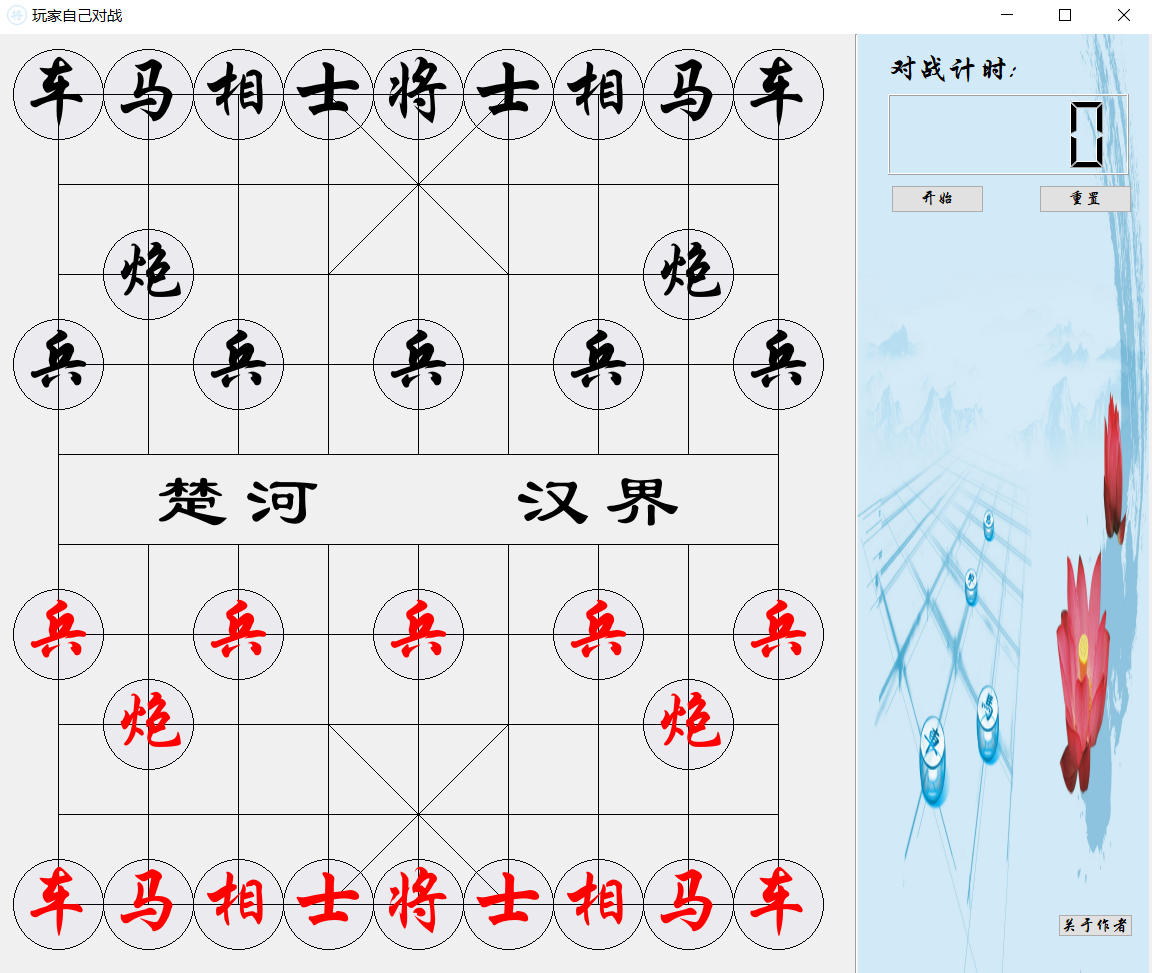 玩家自己对战
车马相士将士相马车
炮 炮
兵 兵 兵 兵 兵
楚河 汉界
兵 兵 兵 兵 兵
炮 炮
车马相士将士相马车
对战计时:
0
开始 重置
马
关于作者